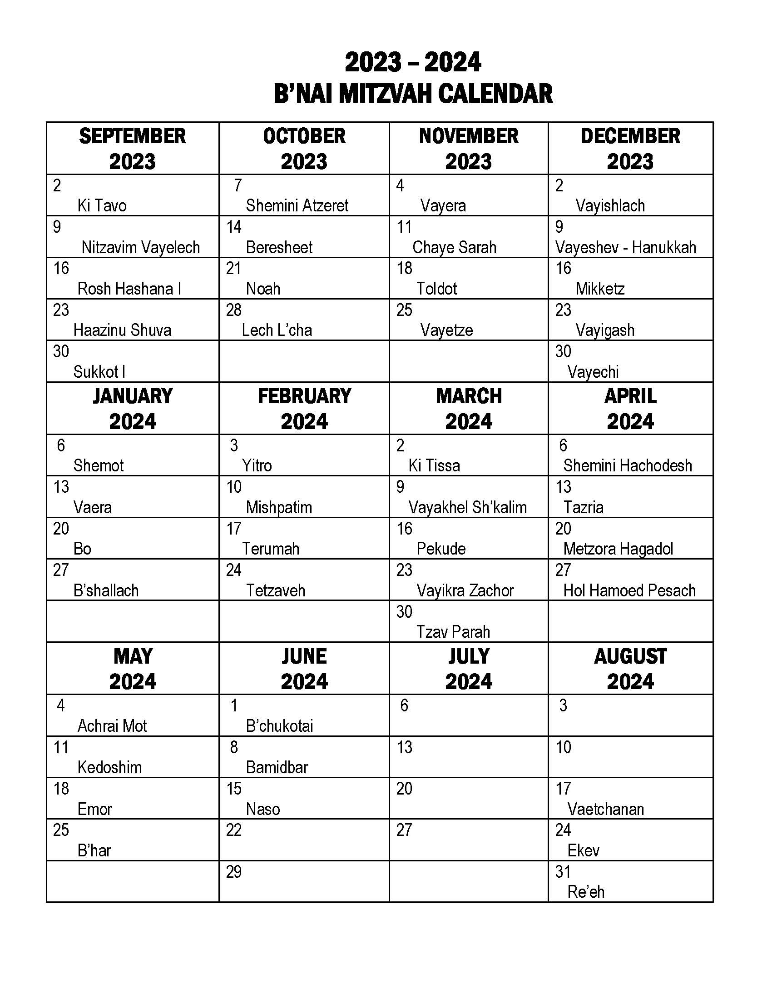 2023 – 2024
B’NAI MITZVAH CALENDAR
SEPTEMBER
2023
OCTOBER
2023
NOVEMBER
2023
DECEMBER
2023
2
Ki Tavo
7
Shemini Atzeret
4
Vayera
2
Vayishlach
9
Nitzavim Vayelech
14
Beresheet
11
Chaye Sarah
9
Vayeshev - Hanukkah
16
Rosh Hashana I
21
Noah
18
Toldot
16
Mikketz
23
Haazinu Shuva
28
Lech L’cha
25
Vayetze
23
Vayigash
30
Sukkot I
30
Vayechi
JANUARY
2024
FEBRUARY
2024
MARCH
2024
APRIL
2024
6
Shemot
3
Yitro
2
Ki Tissa
6
Shemini Hachodesh
13
Vaera
10
Mishpatim
9
Vayakhel Sh’kalim
13
Tazria
20
Bo
17
Terumah
16
Pekude
20
Metzora Hagadol
27
B’shallach
24
Tetzaveh
23
Vayikra Zachor
27
Hol Hamoed Pesach
30
Tzav Parah
MAY
2024
JUNE
2024
JULY
2024
AUGUST
2024
4
Achrai Mot
1
B’chukotai
6
3
11
Kedoshim
8
Bamidbar
13
10
18
Emor
15
Naso
20
17
Vaetchanan
25
B’har
22
27
24
Ekev
29
31
Re’eh